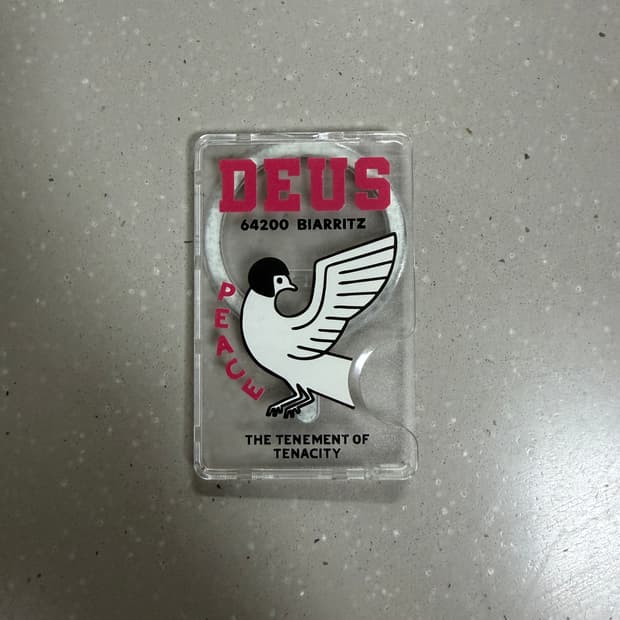 DEUS
64200 BIARRITZ
PEACE
THE TENEMENT OF
TENACITY